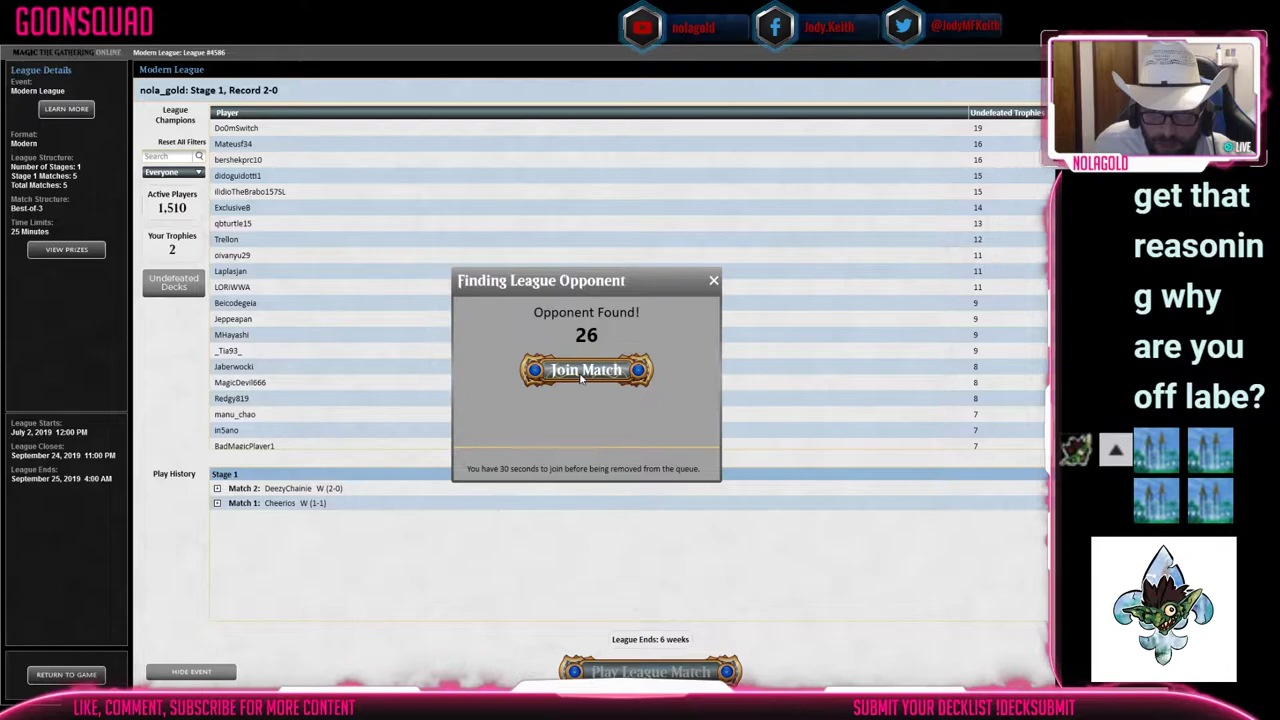 GOONSQUAD
nolagold
Jody.Keith
@JodyMFKeith
MAGIC THE GATHERING ONLINE
Modern League: League #4586
League Details
Event:
Modern League
LEARN MORE
Format:
Modern
League Structure:
Number of Stages: 1
Stage 1 Matches: 5
Total Matches: 5
Match Structure:
Best-of-3
Time Limits:
25 Minutes
VIEW PRIZES
League Starts:
July 2, 2019 12:00 PM
League Closes:
September 24, 2019 11:00 PM
League Ends:
September 25, 2019 4:00 AM
RETURN TO GAME
Modern League
nola_gold: Stage 1, Record 2-0
League
Champions
Reset All Filters
Search
Everyone
Active Players
1,510
Your Trophies
2
Undefeated
Decks
Player
Undefeated Trophies
Do0mSwitch 19
Mateusf34 16
bershekprc10 16
didoguidotti1 15
ilidioTheBrabo157SL 15
ExclusiveB 14
qbturtle15 13
Trellon 12
oivanyu29 11
Laplasjan 11
LORiWWA 11
Beicodegeia 9
Jeppeapan 9
MHayashi 9
_Tia93_ 9
Jaberwocki 8
MagicDevil666 8
Redgy819 8
manu_chao 7
in5ano 7
BadMagicPlayer1 7
Finding League Opponent
Opponent Found!
26
Join Match
You have 30 seconds to join before being removed from the queue.
Play History
Stage 1
Match 2: DeezyChainie W (2-0)
Match 1: Cheerios W (1-1)
League Ends: 6 weeks
HIDE EVENT
Play League Match
LIVE
NOLAGOLD
get that
reasonin
g why
are you
off labe?
LIKE, COMMENT, SUBSCRIBE FOR MORE CONTENT
SUBMIT YOUR DECKLIST !DECKSUBMIT